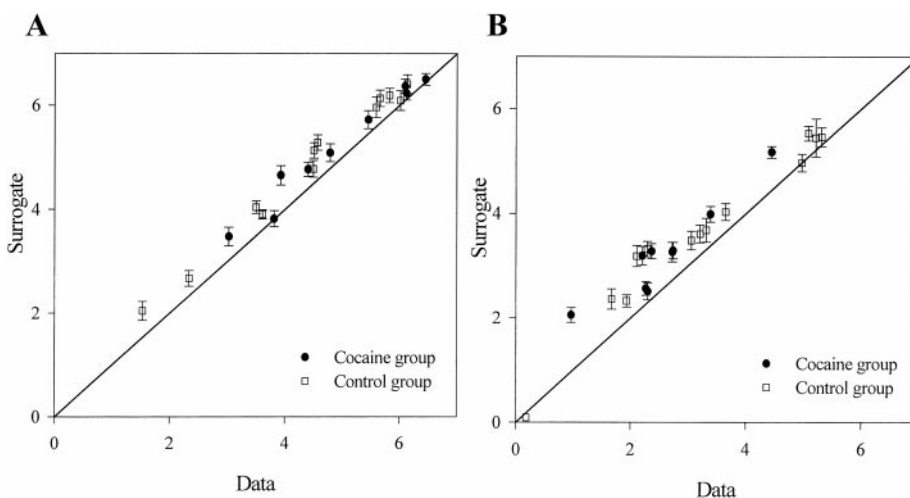 A
Surrogate
6
4
2
0
0 2 4 6
Data
Cocaine group
Control group
B
Surrogate
6
4
2
0
0 2 4 6
Data
Cocaine group
Control group